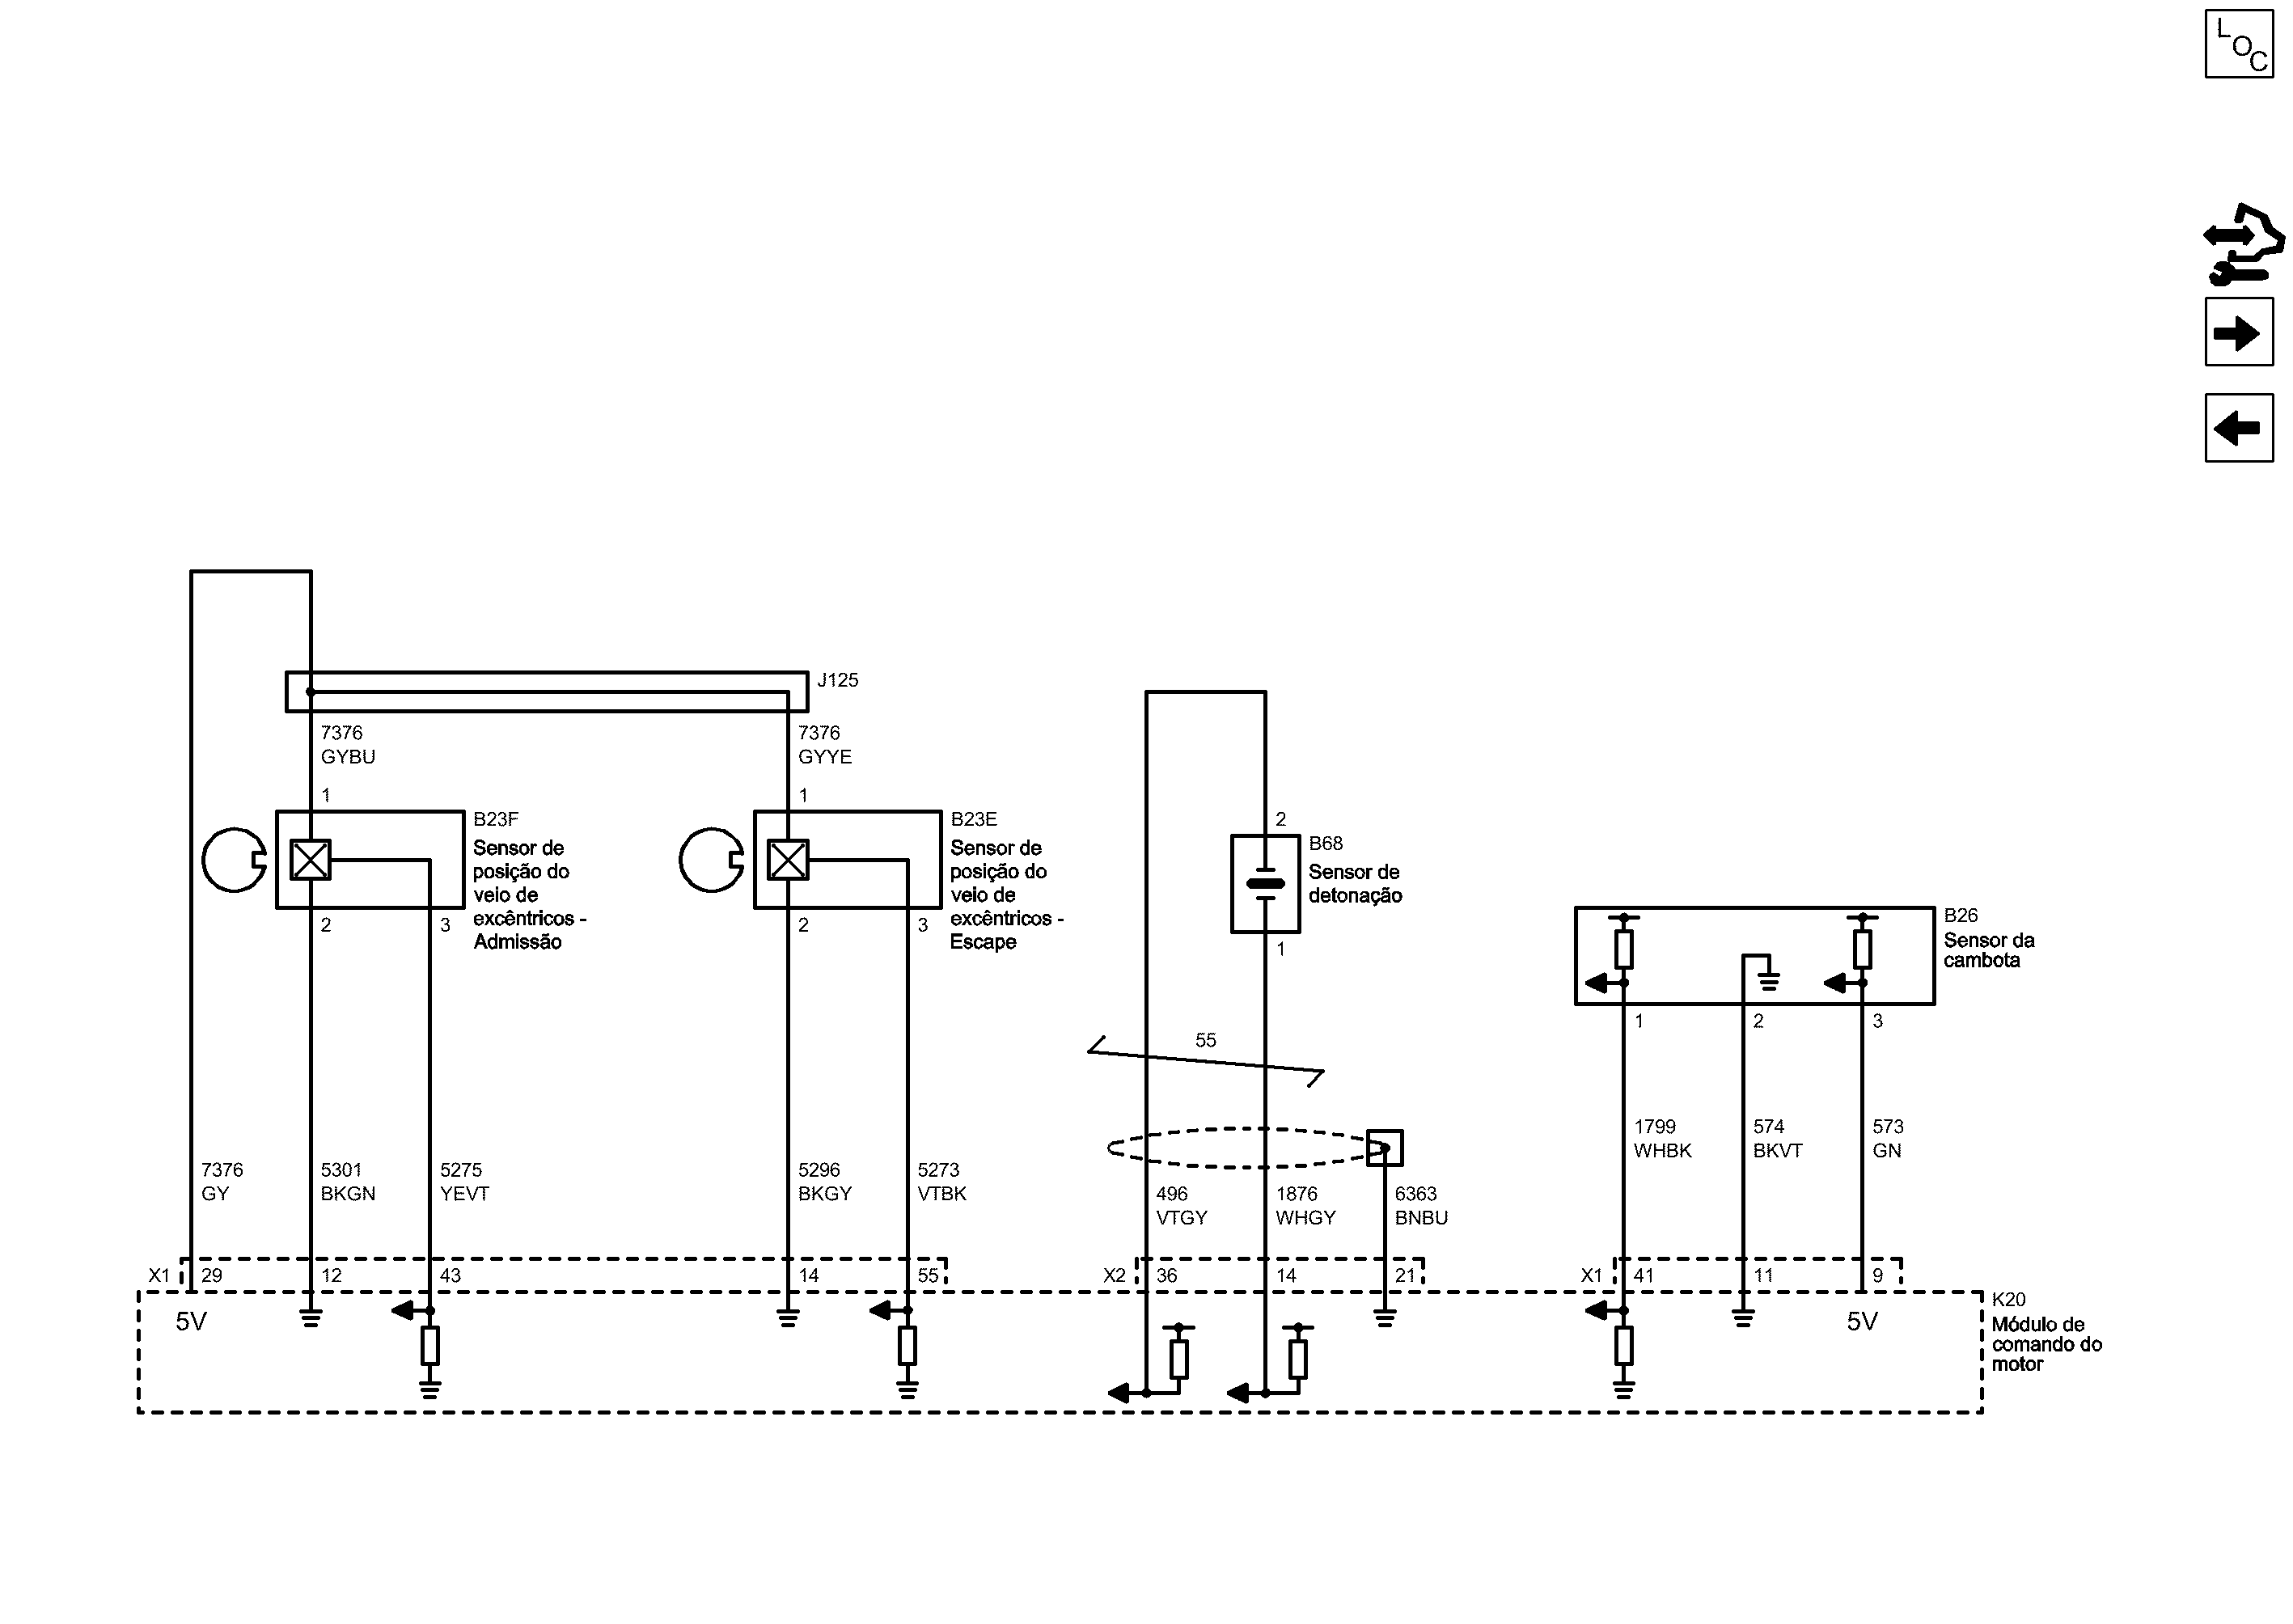 LOC
J125
7376
GYBU
7376
GYYE
1
1
B23F
Sensor de
posição do
veio de
excêntricos -
Admissão
2
3
B23E
Sensor de
posição do
veio de
excêntricos -
Escape
2
3
2
B68
Sensor de
detonação
1
B26
Sensor da
cambota
1
2
3
55
1799
WHBK
574
BKVT
573
GN
7376
GY
5301
BKGN
5275
YEVT
5296
BKGY
5273
VTBK
496
VTGY
1876
WHGY
6363
BNBU
X1
29
12
43
14
55
X2
36
14
21
X1
41
11
9
5V
5V
K20
Módulo de
comando do
motor